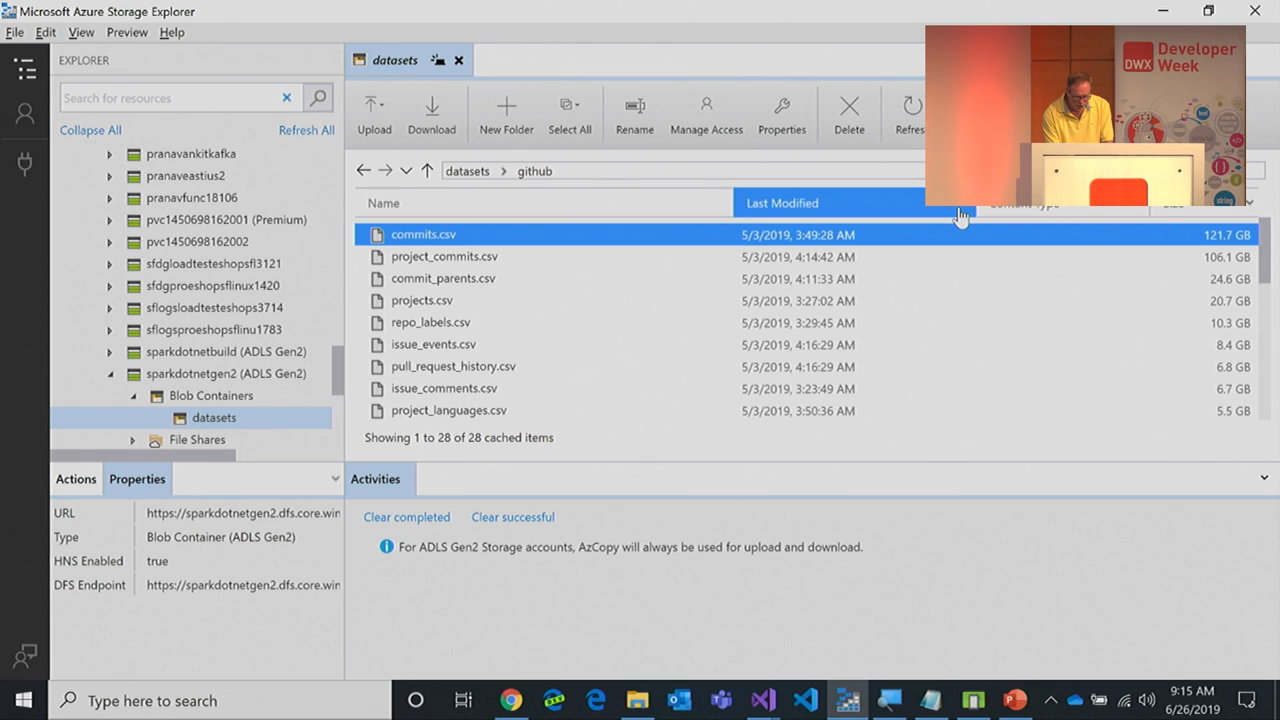 Microsoft Azure Storage Explorer
File Edit View Preview Help
EXPLORER
Search for resources
Collapse All Refresh All
pranavankitkafka
pranaveastius2
pranavfunc18106
pvc1450698162001 (Premium)
pvc1450698162002
sfdgloadtesteshopsfl3121
sfdgproeshopsflinux1420
sflogsloadtesteshops3714
sflogsproeshopsflinu1783
sparkdotnetbuild (ADLS Gen2)
sparkdotnetgen2 (ADLS Gen2)
Blob Containers
datasets
File Shares
Actions Properties
URL https://sparkdotnetgen2.dfs.core.win
Type Blob Container (ADLS Gen2)
HNS Enabled true
DFS Endpoint https://sparkdotnetgen2.dfs.core.win
datasets
Upload Download New Folder Select All Rename Manage Access Properties Delete Refres
datasets github
Name Last Modified
commits.csv 5/3/2019, 3:49:28 AM 121.7 GB
project_commits.csv 5/3/2019, 4:14:42 AM 106.1 GB
commit_parents.csv 5/3/2019, 4:11:33 AM 24.6 GB
projects.csv 5/3/2019, 3:27:02 AM 20.7 GB
repo_labels.csv 5/3/2019, 3:29:45 AM 10.3 GB
issue_events.csv 5/3/2019, 4:16:29 AM 8.4 GB
pull_request_history.csv 5/3/2019, 4:16:29 AM 6.8 GB
issue_comments.csv 5/3/2019, 3:23:49 AM 6.7 GB
project_languages.csv 5/3/2019, 3:50:36 AM 5.5 GB
Showing 1 to 28 of 28 cached items
Activities
Clear completed Clear successful
For ADLS Gen2 Storage accounts, AzCopy will always be used for upload and download.
DWX Developer
Week
string
Type here to search
9:15 AM
6/26/2019